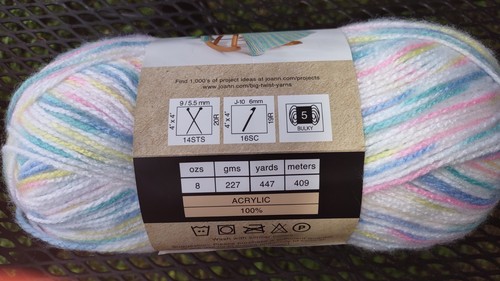 Find 1,000's of project ideas at joann.com/projects
www.joann.com/big-twist-yarns
9 / 5.5 mm
4" x 4"
20R
14STS
J-10 6mm
4" x 4"
19R
16SC
5
BULKY
ozs gms yards meters
8 227 447 409
ACRYLIC
100%
P